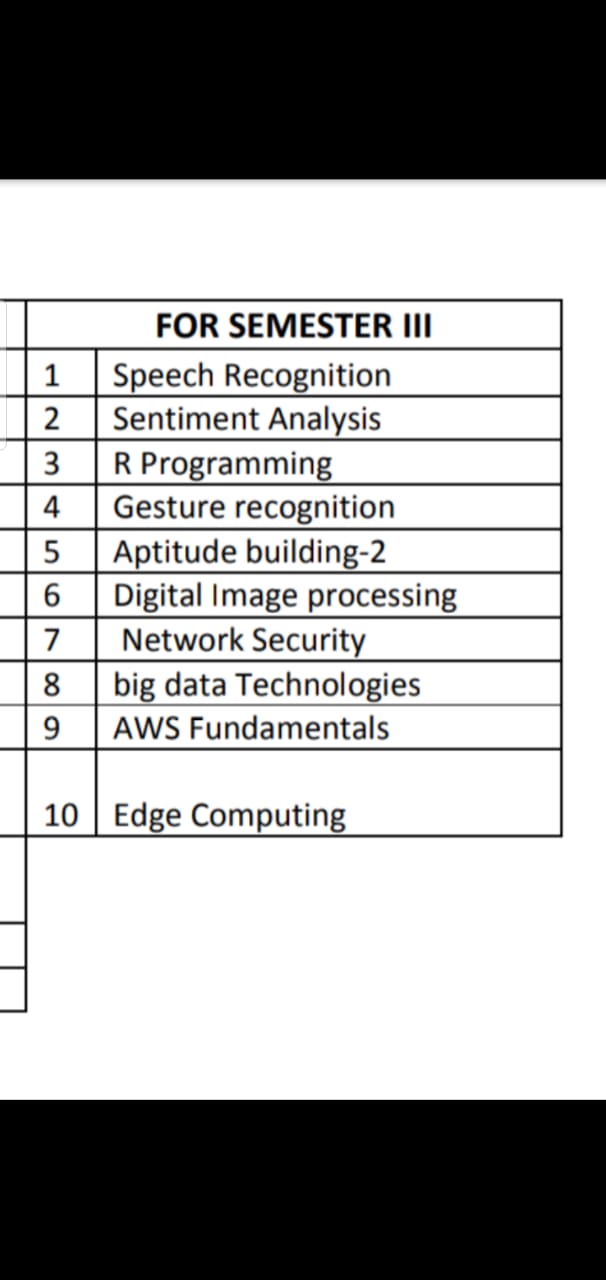 FOR SEMESTER III
1 Speech Recognition
2 Sentiment Analysis
3 R Programming
4 Gesture recognition
5 Aptitude building-2
6 Digital Image processing
7 Network Security
8 big data Technologies
9 AWS Fundamentals
10 Edge Computing